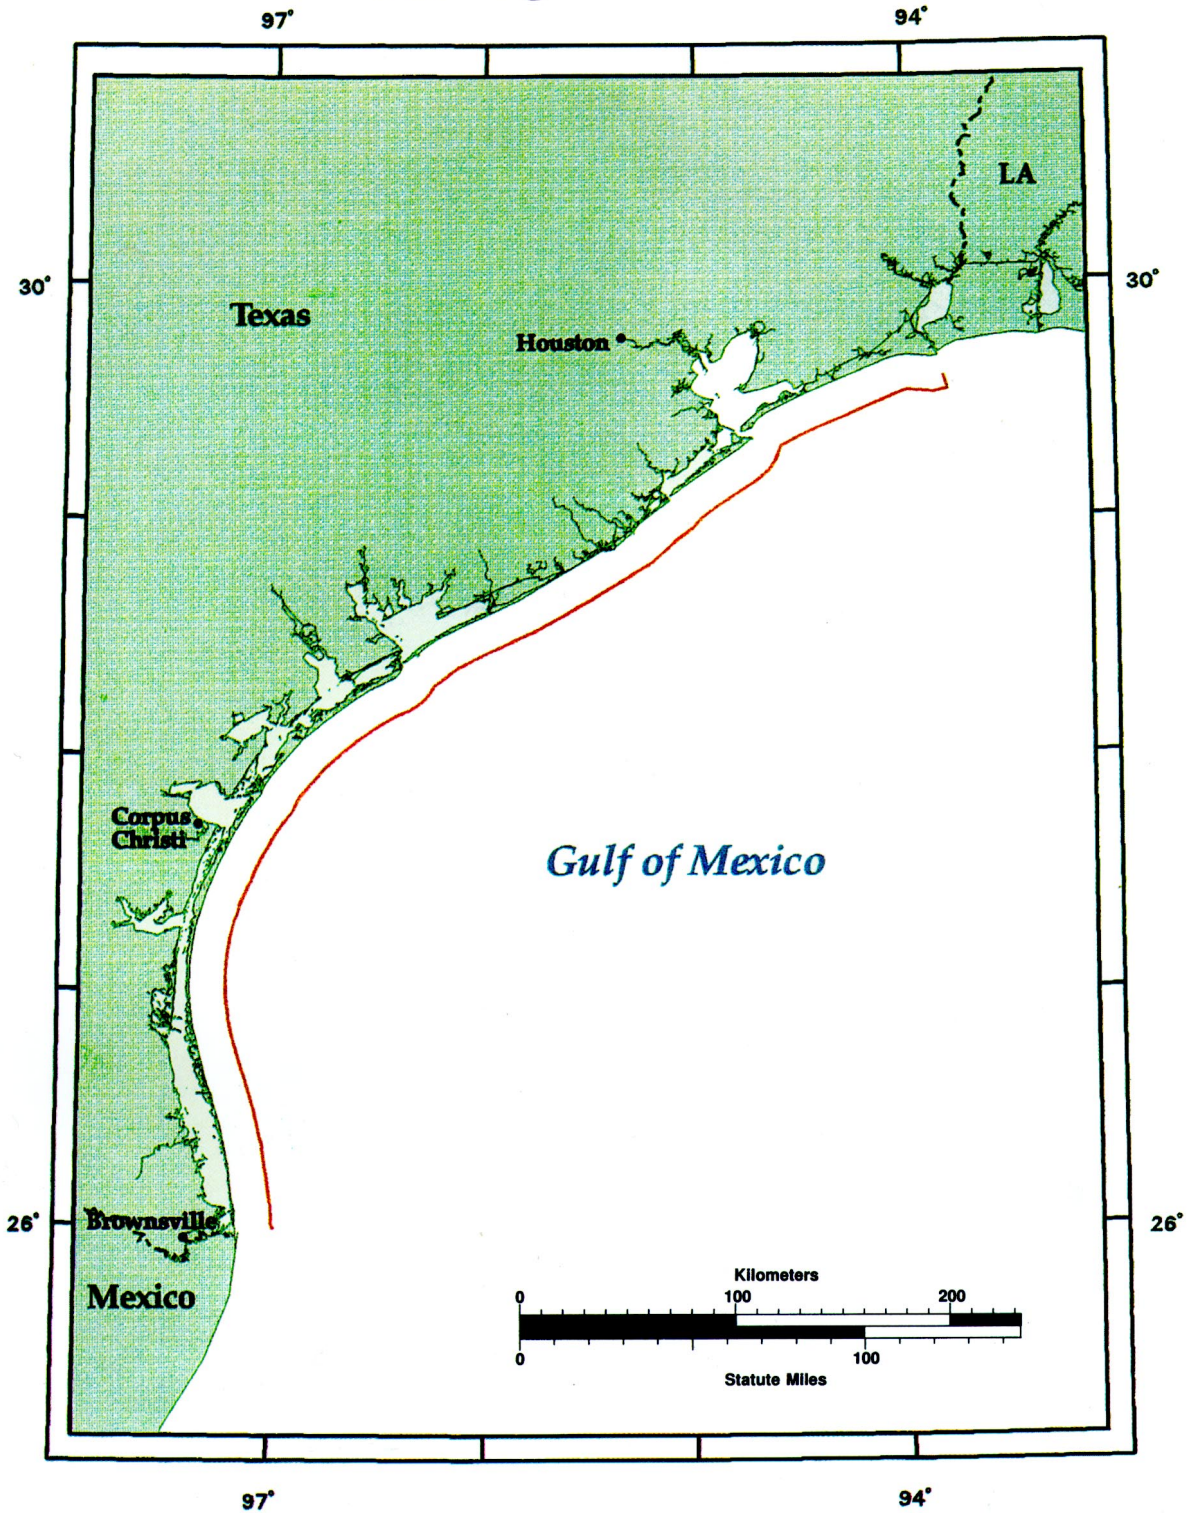 97° 94°
LA
30° 30°
Texas
Houston
Corpus
Christi
Gulf of Mexico
26° Brownsville 26°
Kilometers
Mexico
0 100 200
0 100
Statute Miles
97° 94°